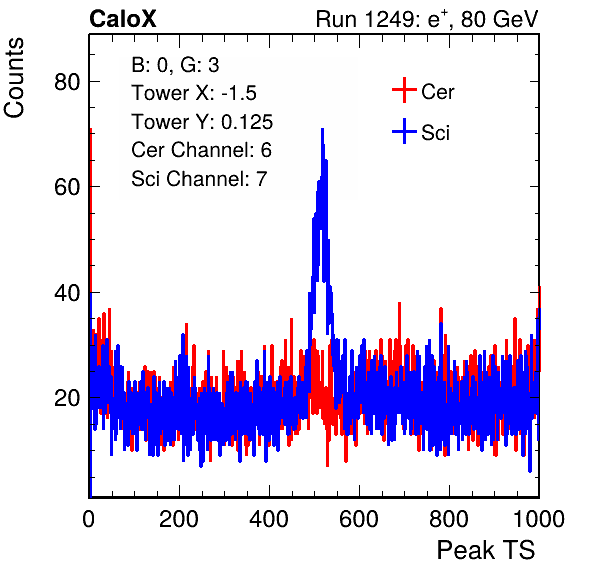 CaloX Run 1249: e⁺, 80 GeV
Counts
B: 0, G: 3
Tower X: -1.5
Tower Y: 0.125
Cer Channel: 6
Sci Channel: 7
Cer
Sci
80
60
40
20
0 200 400 600 800 1000
Peak TS